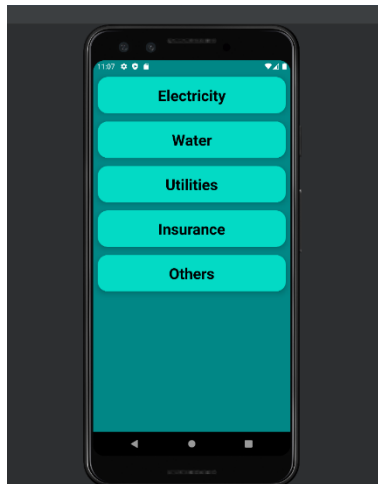 11:07
Electricity
Water
Utilities
Insurance
Others